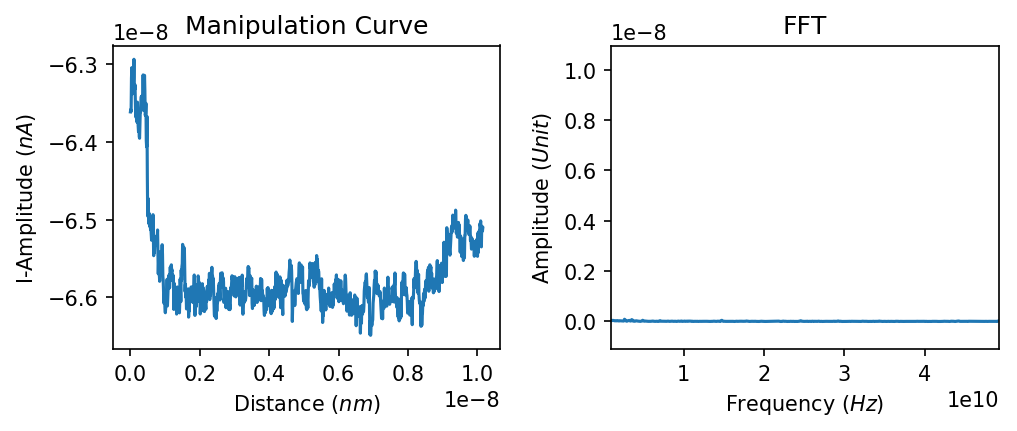 Manipulation Curve
1e−8
−6.3
−6.4
−6.5
−6.6
I-Amplitude (nA)
0.0 0.2 0.4 0.6 0.8 1.0
Distance (nm)
1e−8
FFT
1e−8
1.0
0.8
0.6
0.4
0.2
0.0
Amplitude (Unit)
1 2 3 4
Frequency (Hz)
1e10